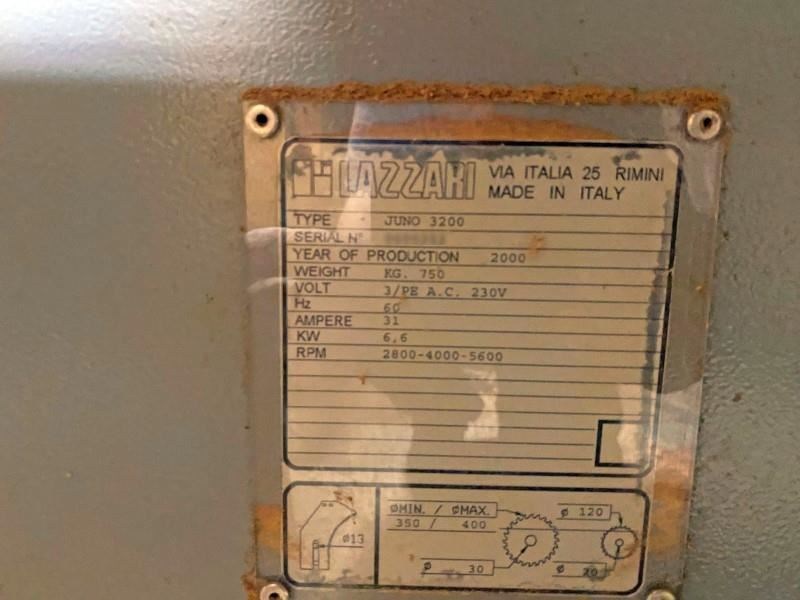 LAZZARI
VIA ITALIA 25 RIMINI
MADE IN ITALY
TYPE JUNO 3200
SERIAL N°
YEAR OF PRODUCTION 2000
WEIGHT KG. 750
VOLT 3/PE A.C. 230V
Hz 60
AMPERE 31
KW 6,6
RPM 2800-4000-5600
ØMIN. / ØMAX.
350 / 400
Ø 120
Ø13
Ø 30
Ø 20